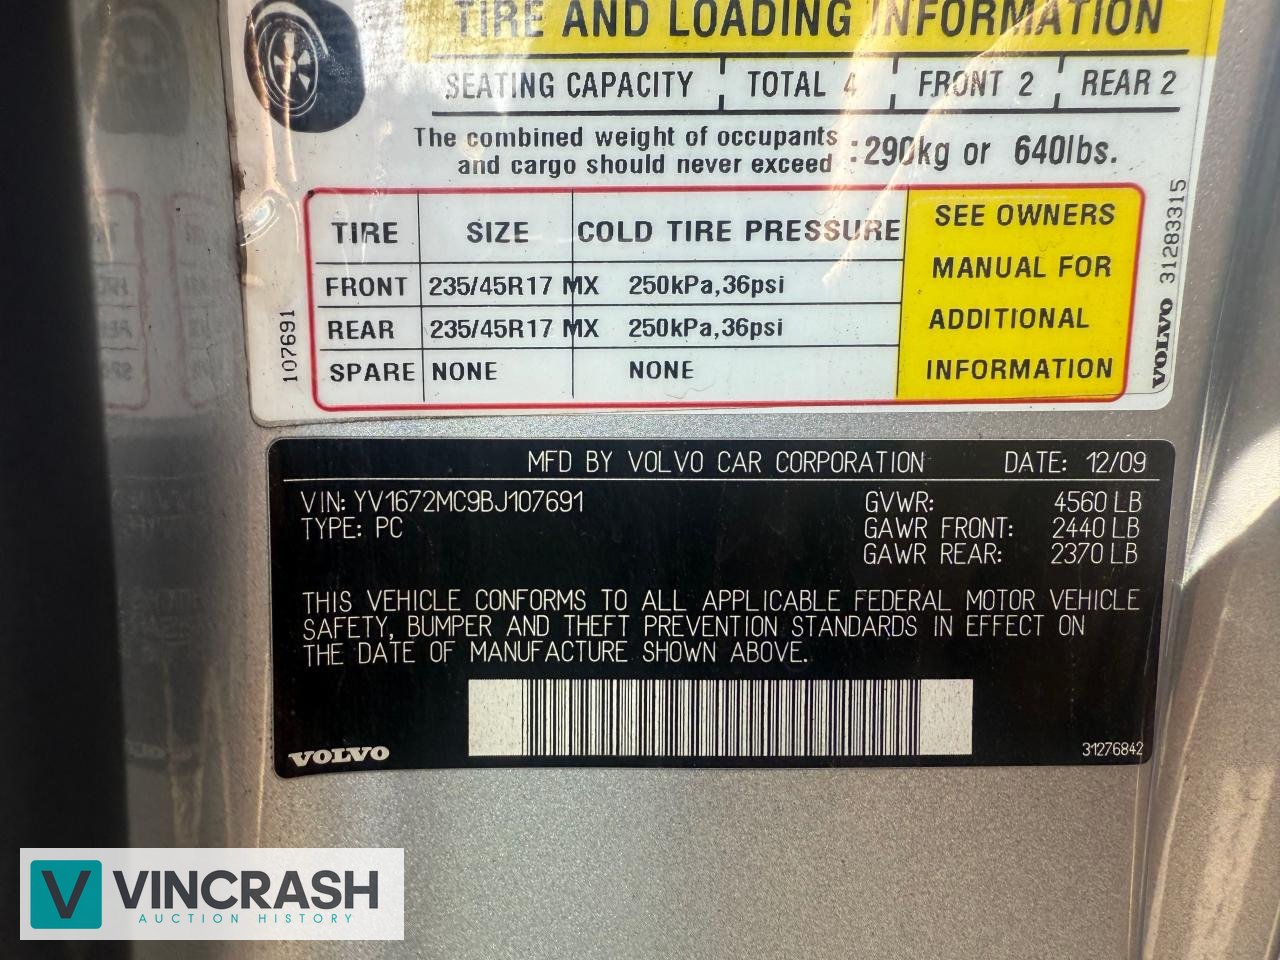 TIRE AND LOADING INFORMATION
SEATING CAPACITY TOTAL 4 FRONT 2 REAR 2
The combined weight of occupants
and cargo should never exceed : 290kg or 640lbs.
TIRE SIZE COLD TIRE PRESSURE
FRONT 235/45R17 MX 250kPa,36psi
REAR 235/45R17 MX 250kPa,36psi
SPARE NONE NONE
SEE OWNERS
MANUAL FOR
ADDITIONAL
INFORMATION
107691
VOLVO 31283315
MFD BY VOLVO CAR CORPORATION DATE: 12/09
VIN: YV1672MC9BJ107691 GVWR: 4560 LB
TYPE: PC GAWR FRONT: 2440 LB
GAWR REAR: 2370 LB
THIS VEHICLE CONFORMS TO ALL APPLICABLE FEDERAL MOTOR VEHICLE
SAFETY, BUMPER AND THEFT PREVENTION STANDARDS IN EFFECT ON
THE DATE OF MANUFACTURE SHOWN ABOVE.
VOLVO 31276842
V VINCRASH
AUCTION HISTORY